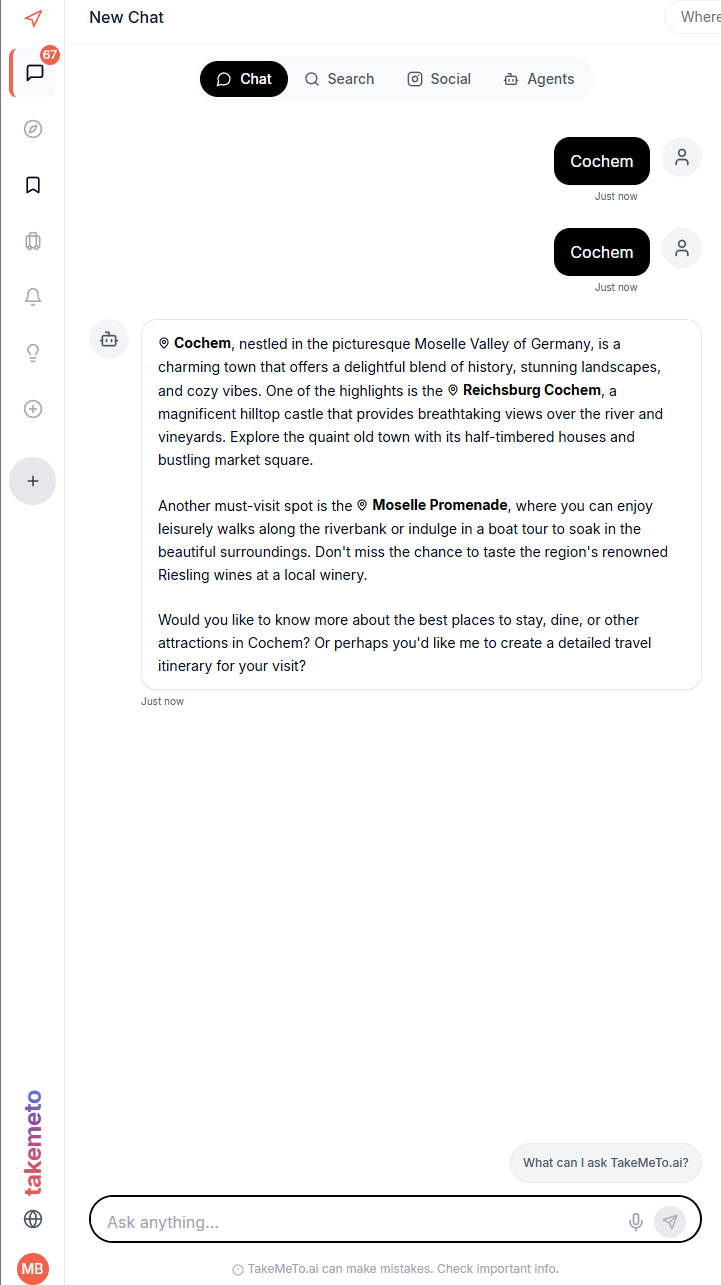 New Chat
Where
67
Chat
Search
Social
Agents
Cochem
Just now
Cochem
Just now
Cochem, nestled in the picturesque Moselle Valley of Germany, is a
charming town that offers a delightful blend of history, stunning landscapes,
and cozy vibes. One of the highlights is the Reichsburg Cochem, a
magnificent hilltop castle that provides breathtaking views over the river and
vineyards. Explore the quaint old town with its half-timbered houses and
bustling market square.
Another must-visit spot is the Moselle Promenade, where you can enjoy
leisurely walks along the riverbank or indulge in a boat tour to soak in the
beautiful surroundings. Don't miss the chance to taste the region's renowned
Riesling wines at a local winery.
Would you like to know more about the best places to stay, dine, or other
attractions in Cochem? Or perhaps you'd like me to create a detailed travel
itinerary for your visit?
Just now
takemeto
What can I ask TakeMeTo.ai?
Ask anything...
MB
TakeMeTo.ai can make mistakes. Check important info.